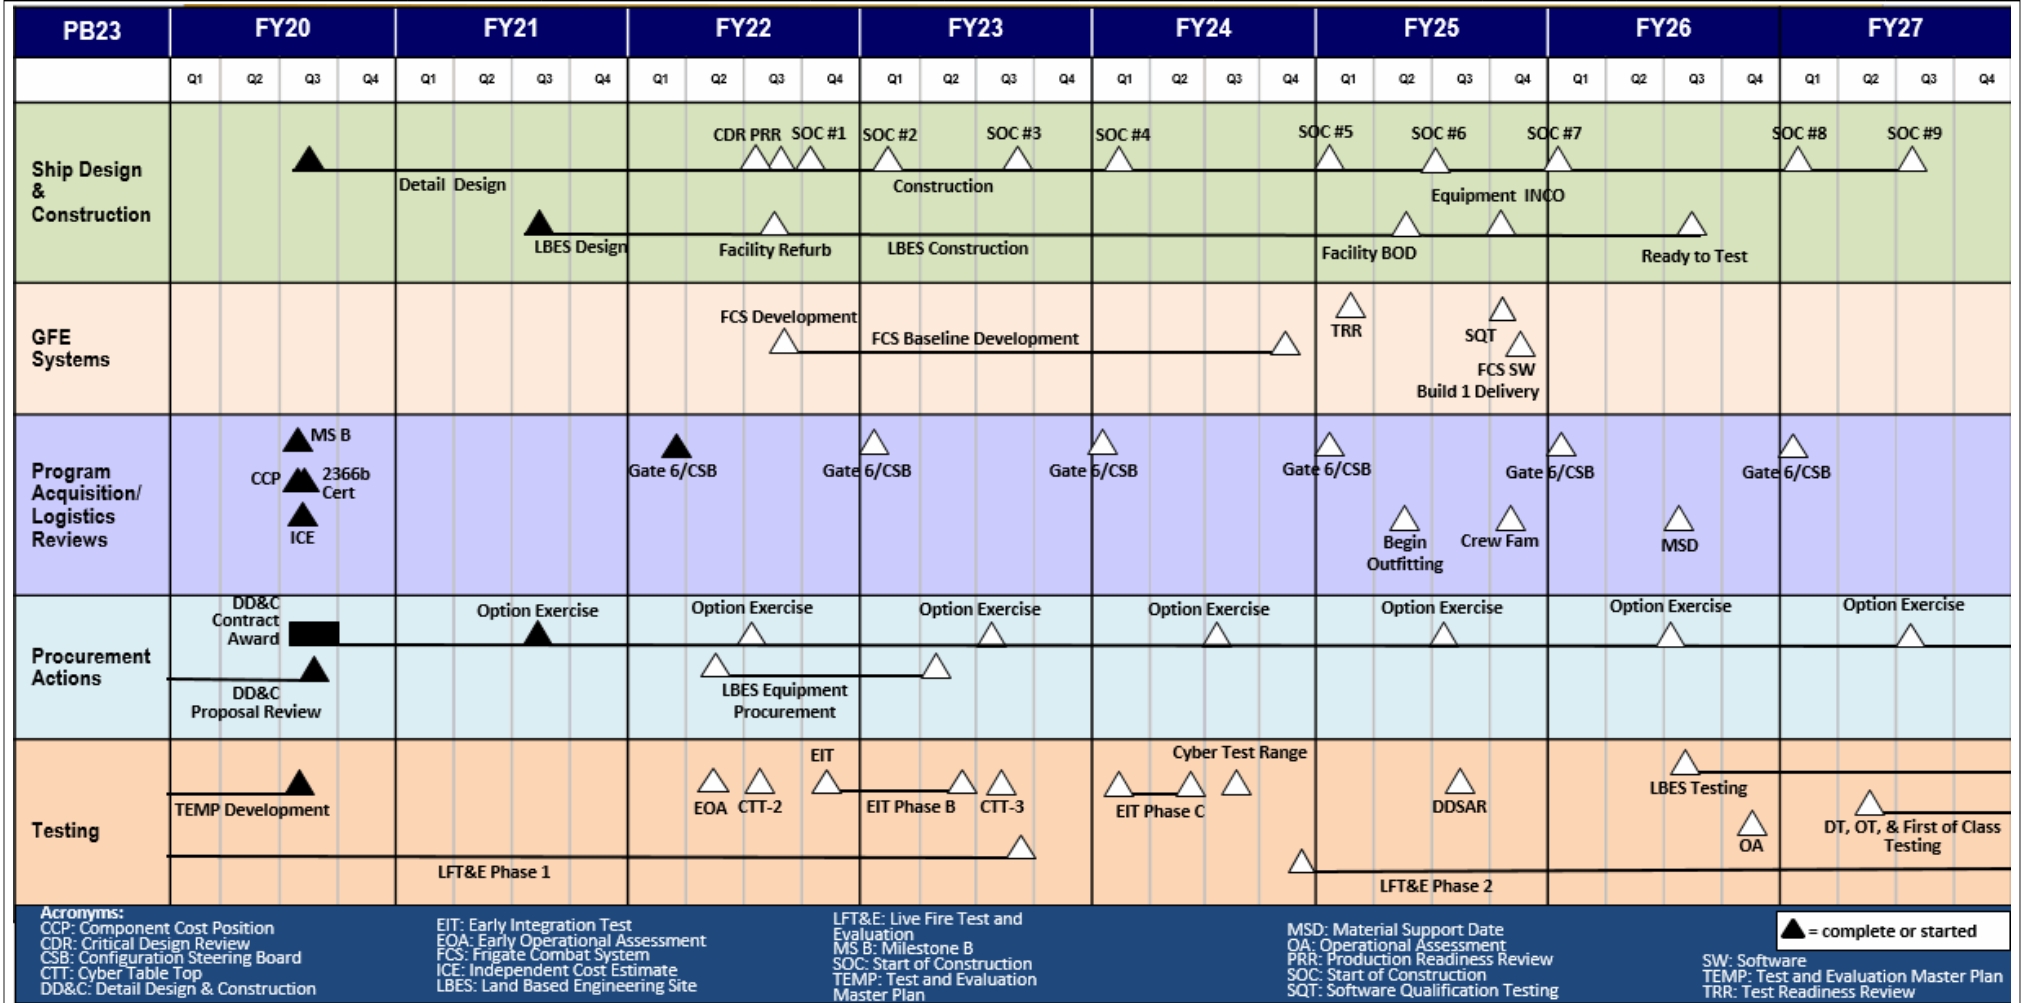 PB23 FY20 FY21 FY22 FY23 FY24 FY25 FY26 FY27
Q1 Q2 Q3 Q4 Q1 Q2 Q3 Q4 Q1 Q2 Q3 Q4 Q1 Q2 Q3 Q4 Q1 Q2 Q3 Q4 Q1 Q2 Q3 Q4 Q1 Q2 Q3 Q4 Q1 Q2 Q3 Q4
Ship Design
&
Construction
CDR PRR SOC #1 SOC #2 SOC #3 SOC #4 SOC #5 SOC #6 SOC #7 SOC #8 SOC #9
Detail Design Construction
Equipment INCO
LBES Design Facility Refurb LBES Construction Facility BOD Ready to Test
GFE
Systems
FCS Development
FCS Baseline Development
TRR
SQT
FCS SW
Build 1 Delivery
Program
Acquisition/
Logistics
Reviews
MS B
CCP
2366b
Cert
ICE
Gate 6/CSB Gate 6/CSB Gate 6/CSB Gate 6/CSB Gate 6/CSB Gate 6/CSB
Begin
Outfitting
Crew Fam
MSD
Procurement
Actions
DD&C
Contract
Award
Option Exercise Option Exercise Option Exercise Option Exercise Option Exercise Option Exercise Option Exercise
DD&C
Proposal Review
LBES Equipment
Procurement
Testing
TEMP Development
EIT
EOA CTT-2 EIT Phase B CTT-3
Cyber Test Range
EIT Phase C
DDSAR
LBES Testing
OA
DT, OT, & First of Class
Testing
LFT&E Phase 1
LFT&E Phase 2
Acronyms:
CCP: Component Cost Position
CDR: Critical Design Review
CSB: Configuration Steering Board
CTT: Cyber Table Top
DD&C: Detail Design & Construction
EIT: Early Integration Test
EOA: Early Operational Assessment
FCS: Frigate Combat System
ICE: Independent Cost Estimate
LBES: Land Based Engineering Site
LFT&E: Live Fire Test and
Evaluation
MS B: Milestone B
SOC: Start of Construction
TEMP: Test and Evaluation
Master Plan
MSD: Material Support Date
OA: Operational Assessment
PRR: Production Readiness Review
SOC: Start of Construction
SQT: Software Qualification Testing
= complete or started
SW: Software
TEMP: Test and Evaluation Master Plan
TRR: Test Readiness Review